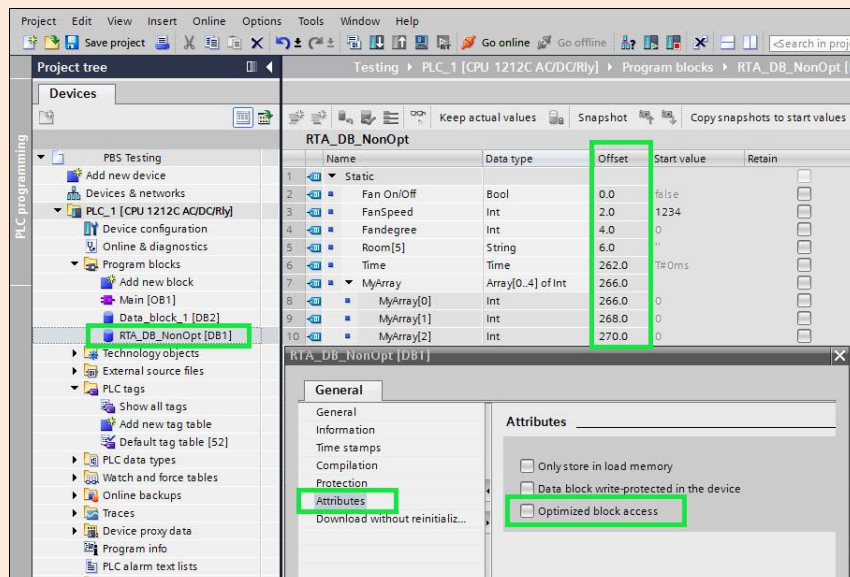 Project Edit View Insert Online Options Tools Window Help
Save project Go online Go offline <Search in proj
Project tree
Testing PLC_1 [CPU 1212C AC/DC/Rly] Program blocks RTA_DB_NonOpt [
Devices
Keep actual values Snapshot Copy snapshots to start values
PLC programming
RTA_DB_NonOpt
Name Data type Offset Start value Retain
1 Static
2 Fan On/Off Bool 0.0 false
3 FanSpeed Int 2.0 1234
4 Fandegree Int 4.0 0
5 Room[5] String 6.0 ''
6 Time Time 262.0 T#0ms
7 MyArray Array[0..4] of Int 266.0
8 MyArray[0] Int 266.0 0
9 MyArray[1] Int 268.0 0
10 MyArray[2] Int 270.0 0
PBS Testing
Add new device
Devices & networks
PLC_1 [CPU 1212C AC/DC/Rly]
Device configuration
Online & diagnostics
Program blocks
Add new block
Main [OB1]
Data_block_1 [DB2]
RTA_DB_NonOpt [DB1]
Technology objects
External source files
PLC tags
Show all tags
Add new tag table
Default tag table [52]
PLC data types
Watch and force tables
Online backups
Traces
Device proxy data
Program info
PLC alarm text lists
RTA_DB_NonOpt [DB1]
General
General
Information
Time stamps
Compilation
Protection
Attributes
Download without reinitializ...
Attributes
Only store in load memory
Data block write-protected in the device
Optimized block access